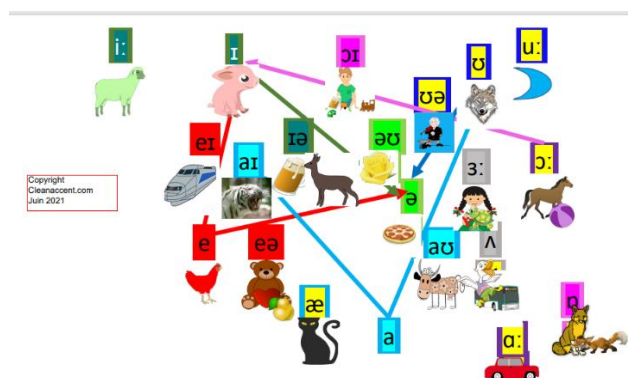 iː
ɪ
ɔɪ
ʊ
uː
ʊə
eɪ
ɪə
əʊ
aɪ
ɜː
ɔː
Copyright
Cleanaccent.com
Juin 2021
ə
e
eə
aʊ
ʌ
æ
a
ɒ
ɑː